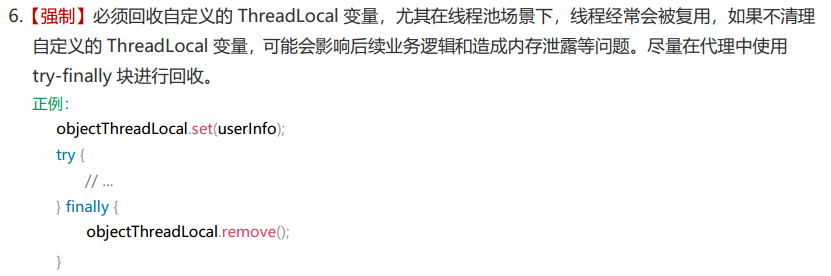 6.【强制】必须回收自定义的 ThreadLocal 变量，尤其在线程池场景下，线程经常会被复用，如果不清理
自定义的 ThreadLocal 变量，可能会影响后续业务逻辑和造成内存泄露等问题。尽量在代理中使用
try-finally 块进行回收。
正例：
objectThreadLocal.set(userInfo);
try {
// ...
} finally {
objectThreadLocal.remove();
}